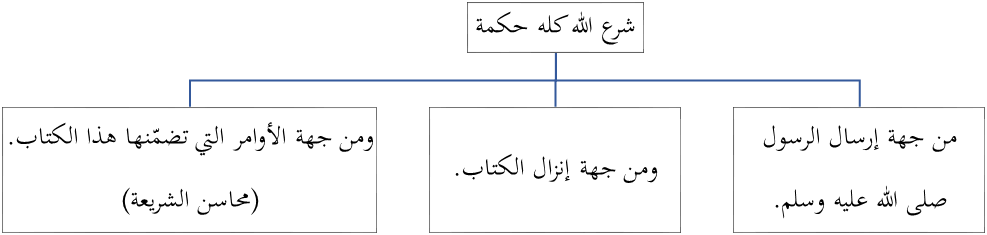 شرع الله كله حكمة
من جهة إرسال الرسول
صلى الله عليه وسلم.
ومن جهة إنزال الكتاب.
ومن جهة الأوامر التي تضمّنها هذا الكتاب.
(محاسن الشريعة)